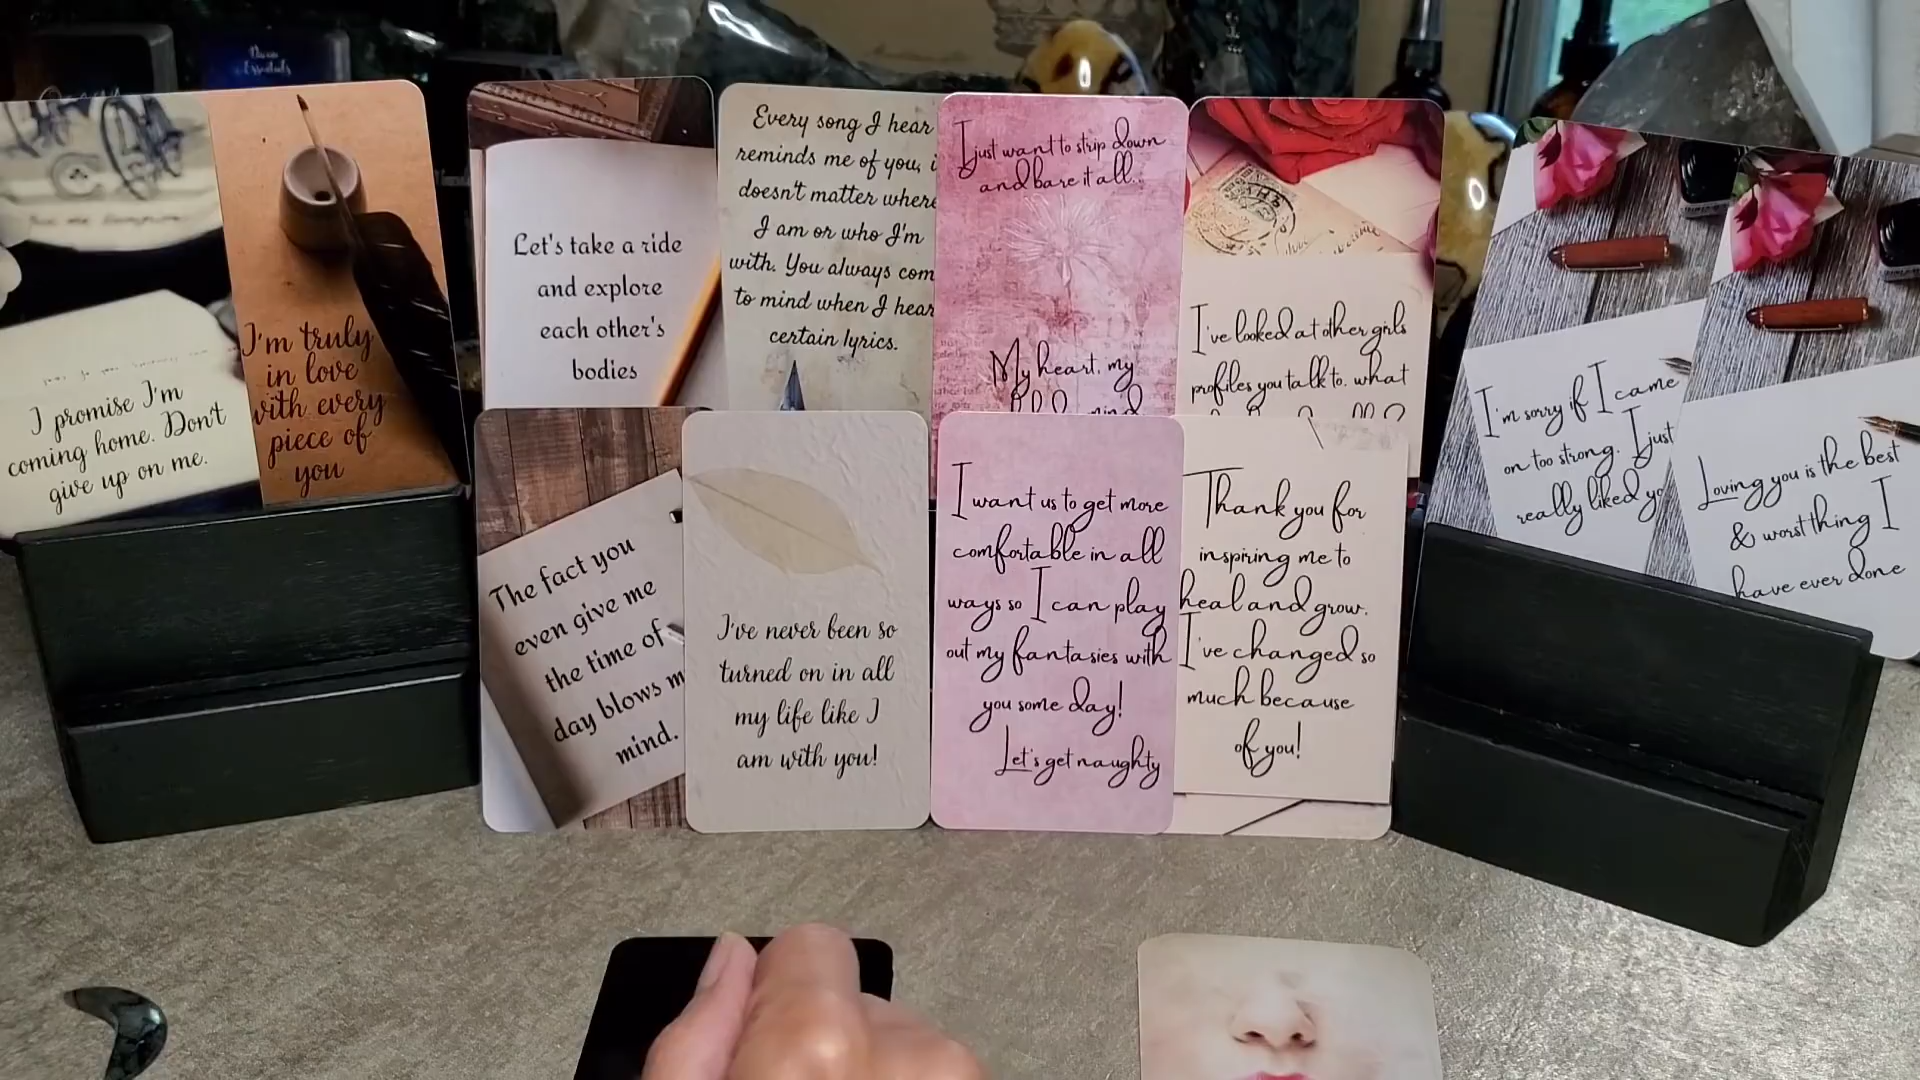 I promise I'm
coming home. Don't
give up on me.
I'm truly
in love
with every
piece of
you
Let's take a ride
and explore
each other's
bodies
Every song I hear
reminds me of you, i
doesn't matter where
I am or who I'm
with. You always com
to mind when I hear
certain lyrics.
I just want to strip down
and bare it all...
My heart, my
mind
I've looked at other girls
profiles you talk to, what
I'm sorry if I came
on too strong. I just
really liked yo
Loving you is the best
& worst thing I
have ever done
The fact you
even give me
the time of
day blows m
mind.
I've never been so
turned on in all
my life like I
am with you!
I want us to get more
comfortable in all
ways so I can play
out my fantasies with
you some day!
Let's get naughty
Thank you for
inspiring me to
heal and grow.
I've changed so
much because
of you!